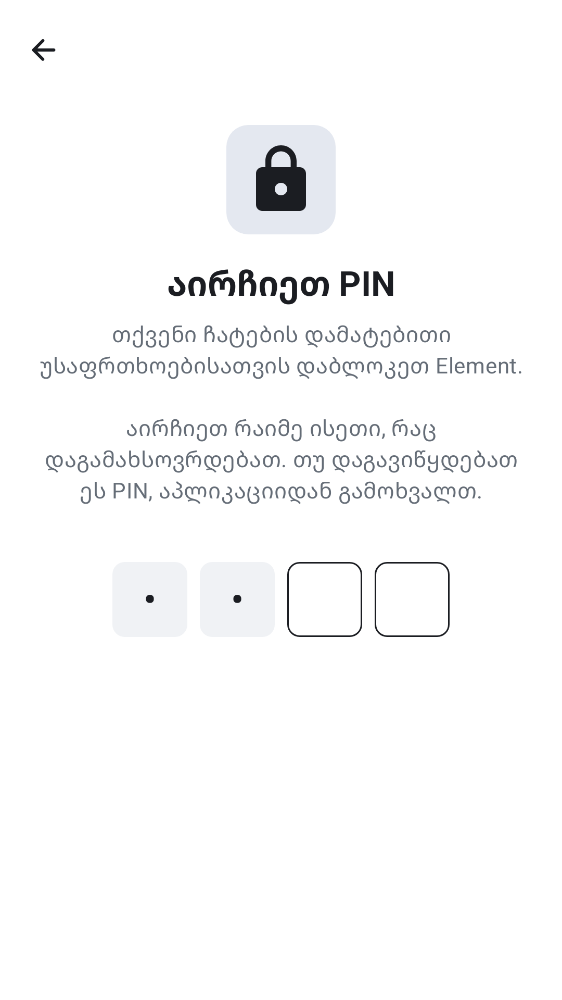 აირჩიეთ PIN
თქვენი ჩატების დამატებითი
უსაფრთხოებისათვის დაბლოკეთ Element.
აირჩიეთ რაიმე ისეთი, რაც
დაგამახსოვრდებათ. თუ დაგავიწყდებათ
ეს PIN, აპლიკაციიდან გამოხვალთ.